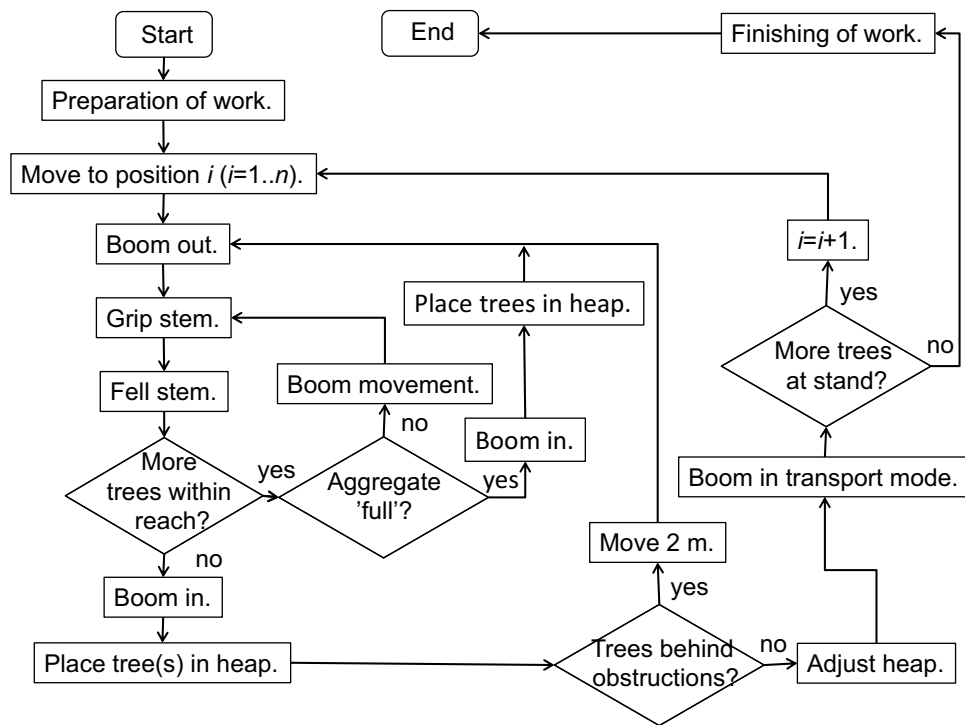 Start
End
Finishing of work.
Preparation of work.
Move to position i (i=1..n).
Boom out.
i=i+1.
Place trees in heap.
yes
Grip stem.
no
More trees
at stand?
Boom movement.
Fell stem.
no
Boom in.
More
trees within
reach?
yes
Aggregate
'full'?
yes
Boom in transport mode.
Move 2 m.
no
yes
Boom in.
Trees behind
obstructions?
no
Place tree(s) in heap.
Adjust heap.